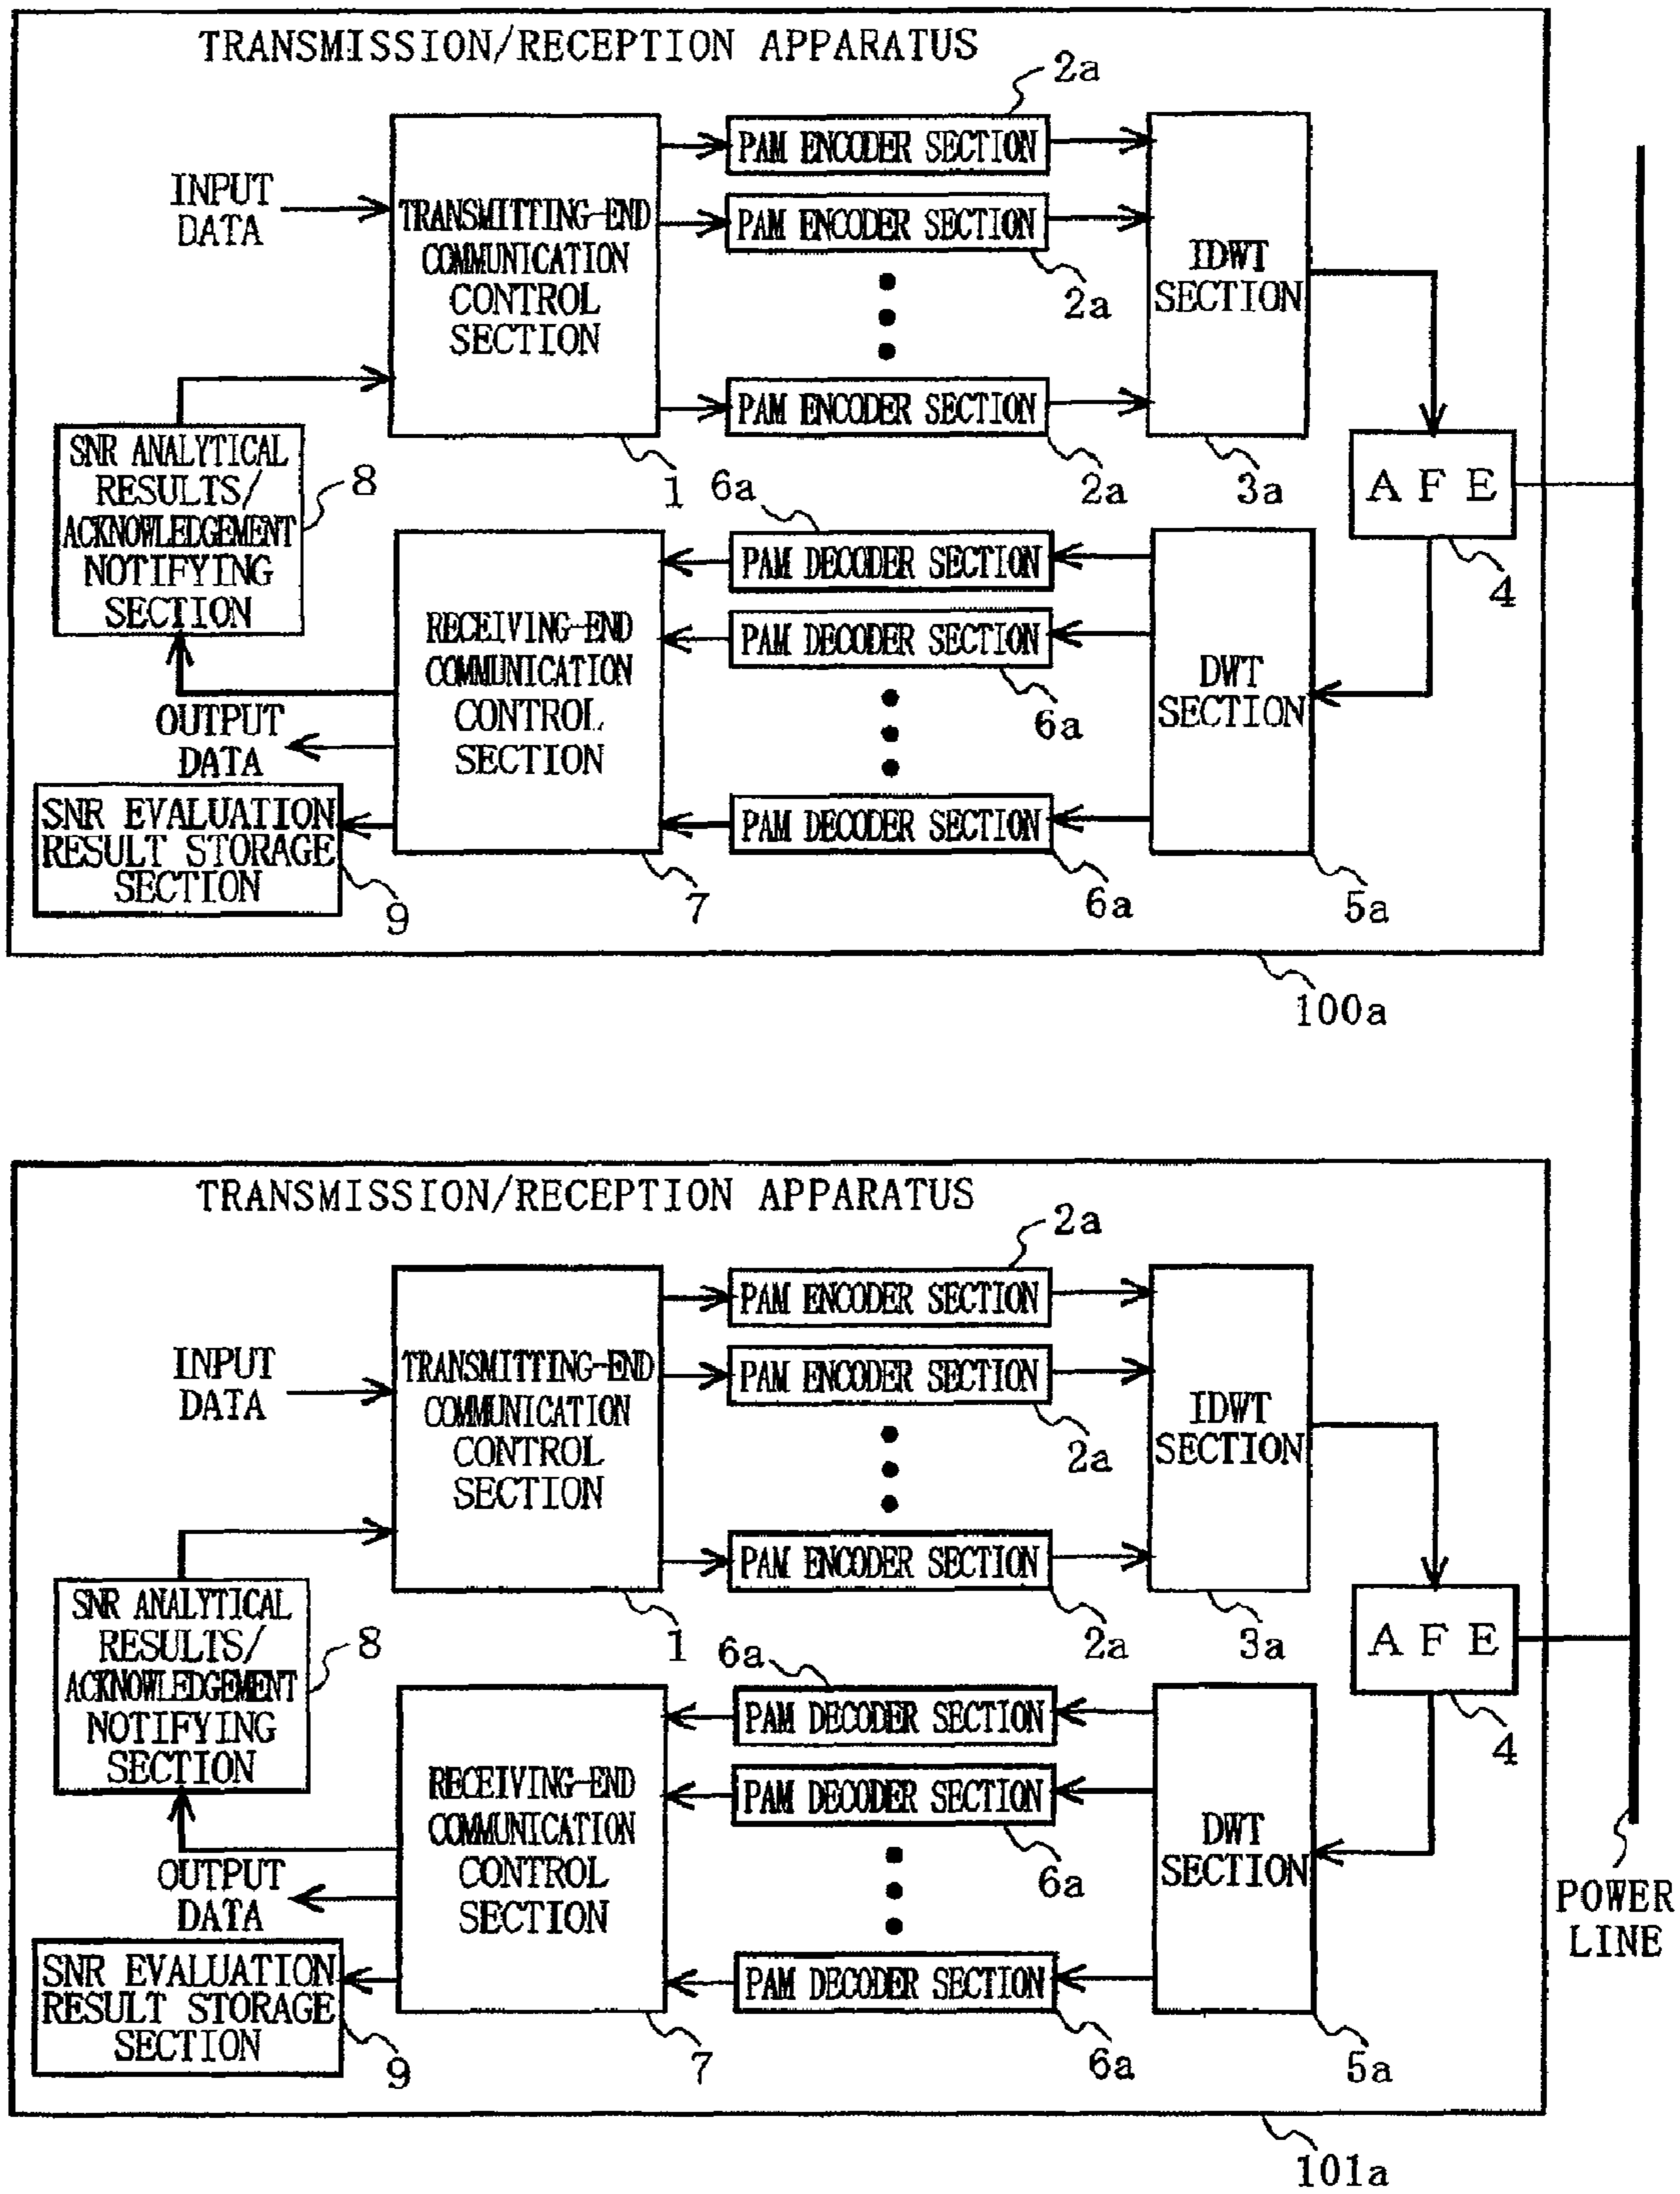 TRANSMISSION/RECEPTION APPARATUS
2a
PAM ENCODER SECTION
INPUT
DATA
TRANSMITTING-END
COMMUNICATION
CONTROL
SECTION
PAM ENCODER SECTION
2a
IDWT
SECTION
PAM ENCODER SECTION
SNR ANALYTICAL
RESULTS/
ACKNOWLEDGEMENT
NOTIFYING
SECTION
8
1
6a
2a
3a
AFE
4
PAM DECODER SECTION
RECEIVING-END
COMMUNICATION
CONTROL
SECTION
PAM DECODER SECTION
6a
DWT
SECTION
OUTPUT
DATA
SNR EVALUATION
RESULT STORAGE
SECTION
9
PAM DECODER SECTION
7
6a
5a
100a
TRANSMISSION/RECEPTION APPARATUS
2a
PAM ENCODER SECTION
INPUT
DATA
TRANSMITTING-END
COMMUNICATION
CONTROL
SECTION
PAM ENCODER SECTION
2a
IDWT
SECTION
PAM ENCODER SECTION
SNR ANALYTICAL
RESULTS/
ACKNOWLEDGEMENT
NOTIFYING
SECTION
8
1
6a
2a
3a
AFE
4
PAM DECODER SECTION
RECEIVING-END
COMMUNICATION
CONTROL
SECTION
PAM DECODER SECTION
6a
DWT
SECTION
OUTPUT
DATA
POWER
LINE
SNR EVALUATION
RESULT STORAGE
SECTION
9
PAM DECODER SECTION
7
6a
5a
101a